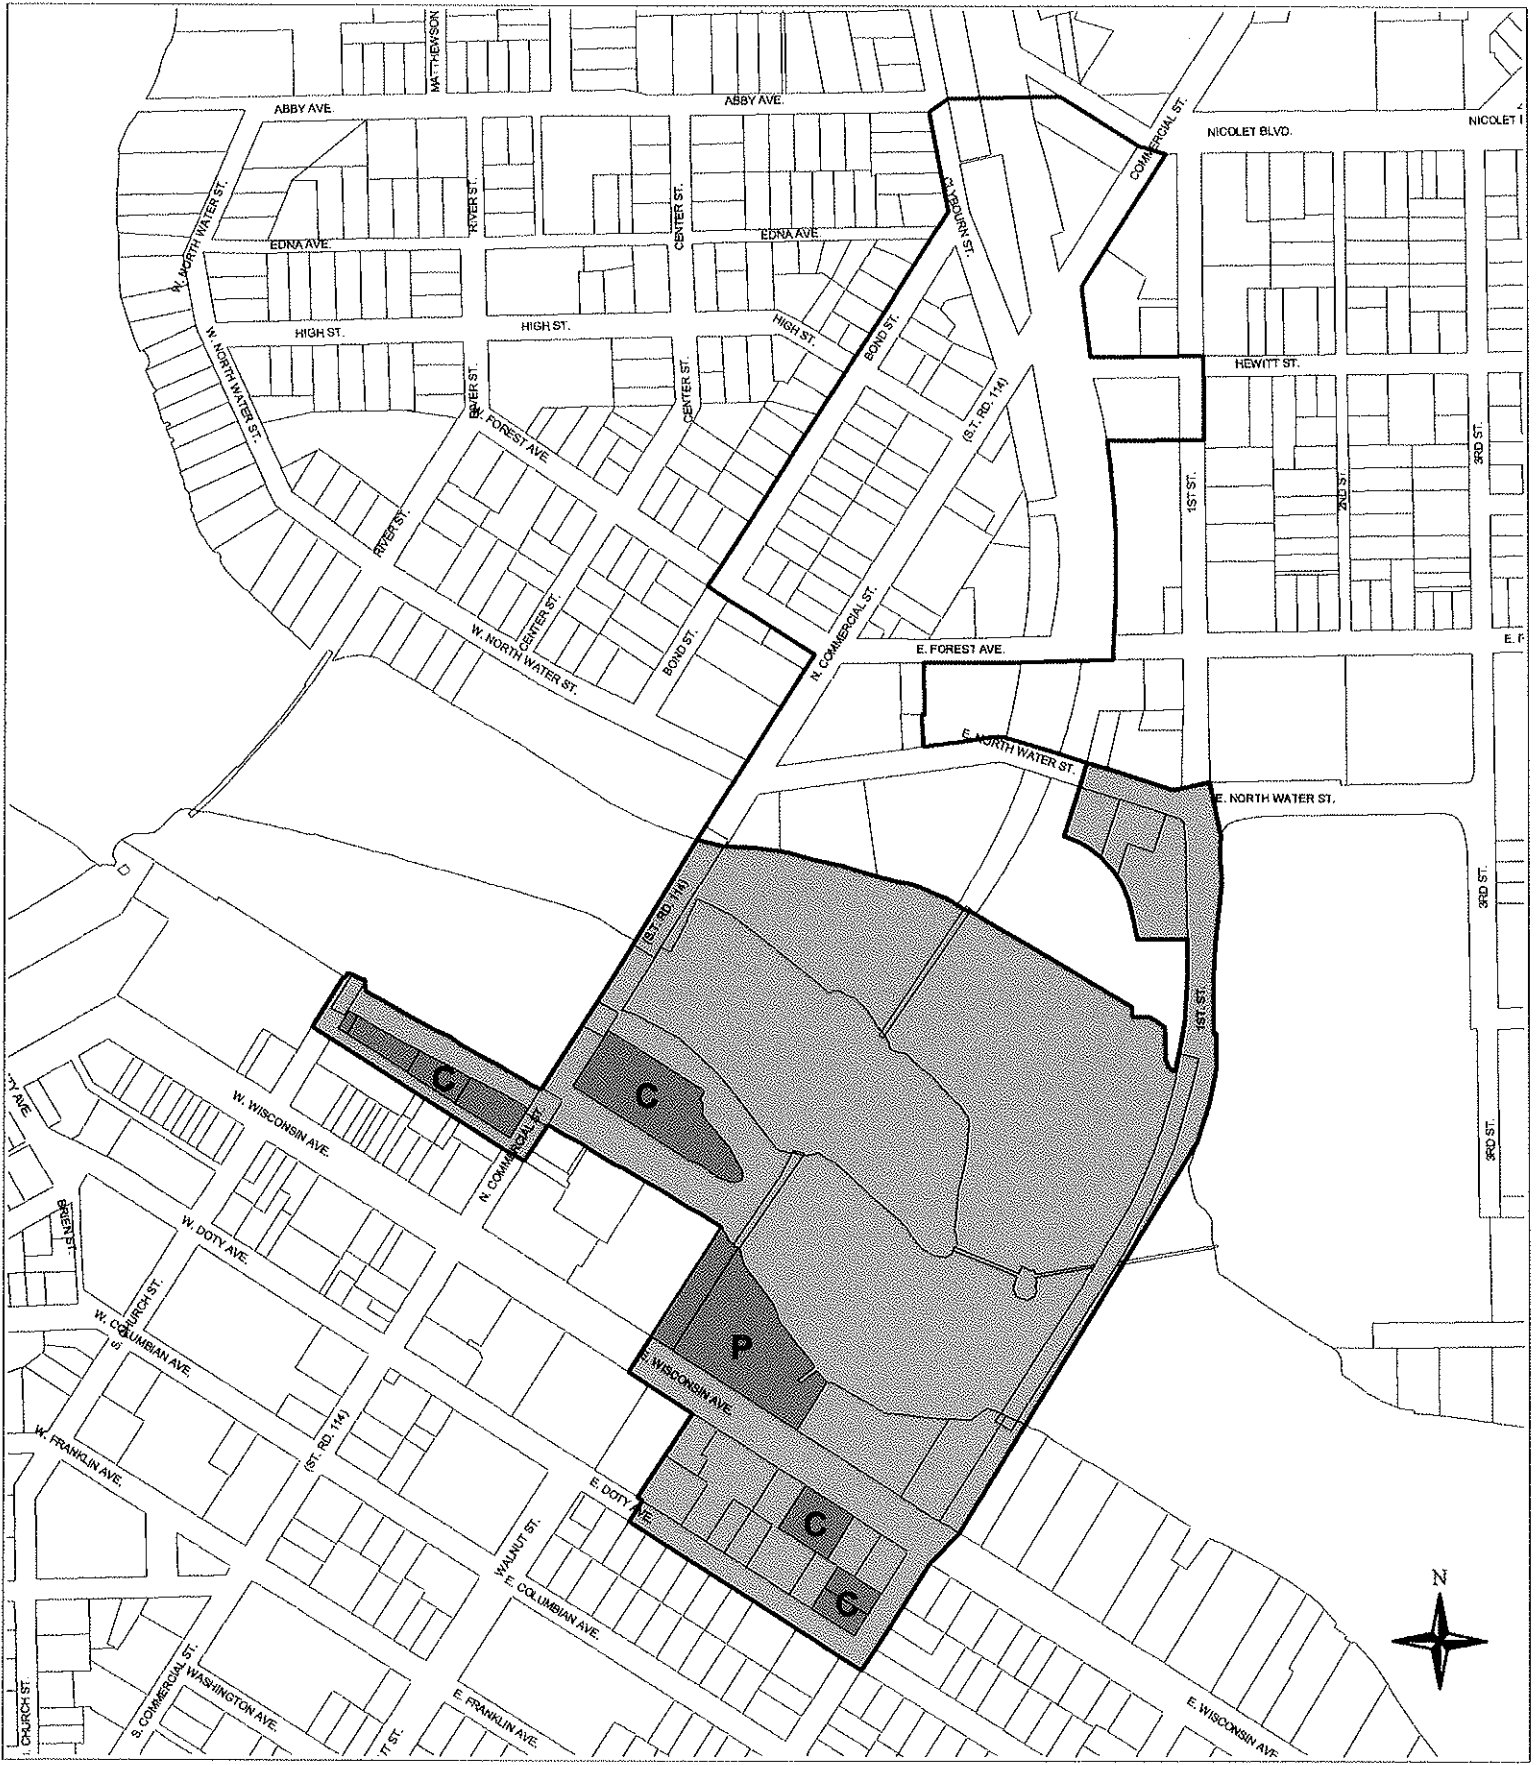 MATTHEWSON
ABBY AVE.
ABBY AVE.
COMMERCIAL ST.
NICOLET BLVD.
NICOLET
W. NORTH WATER ST.
RIVER ST.
CENTER ST.
CLYBOURN ST.
EDNA AVE.
EDNA AVE.
HIGH ST.
HIGH ST.
HIGH ST.
BOND ST.
HEWITT ST.
W. NORTH WATER ST.
RIVER ST.
CENTER ST.
(S.T. RD. 114)
W. FOREST AVE.
3RD ST.
1ST ST.
2ND ST.
RIVER ST.
CENTER ST.
W. NORTH WATER ST.
BOND ST.
N. COMMERCIAL ST.
E. FOREST AVE.
E. NORTH WATER ST.
E. NORTH WATER ST.
3RD ST.
(S.T. RD. 114)
1ST. ST.
C
C
W. WISCONSIN AVE.
N. COMMERCIAL ST.
3RD ST.
BRIEN ST.
W. DOTY AVE.
S. CHURCH ST.
W. COLUMBIAN AVE.
P
E. WISCONSIN AVE.
(ST. RD. 114)
W. FRANKLIN AVE.
E. DOTY AVE.
WALNUT ST.
C
C
E. COLUMBIAN AVE.
N
S. COMMERCIAL ST.
WASHINGTON AVE.
CHURCH ST.
E. FRANKLIN AVE.
E. WISCONSIN AVE